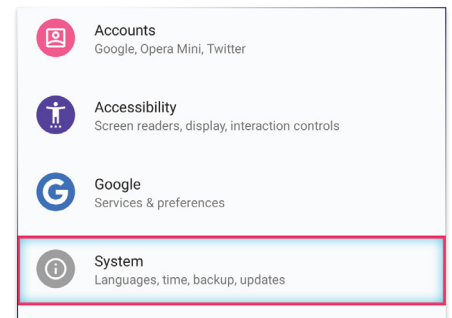 Accounts
Google, Opera Mini, Twitter
Accessibility
Screen readers, display, interaction controls
Google
Services & preferences
System
Languages, time, backup, updates